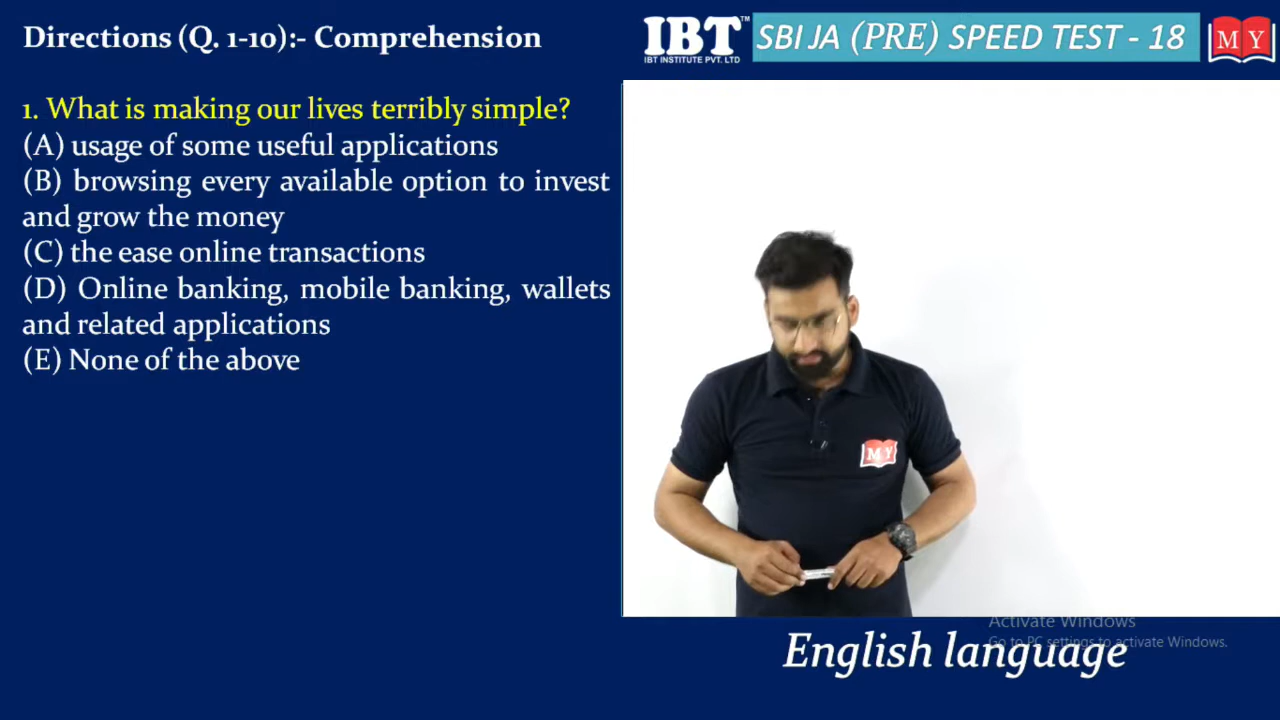 Directions (Q. 1-10):- Comprehension
IBT™
IBT INSTITUTE PVT. LTD
SBI JA (PRE) SPEED TEST - 18
M Y
1. What is making our lives terribly simple?
(A) usage of some useful applications
(B) browsing every available option to invest
and grow the money
(C) the ease online transactions
(D) Online banking, mobile banking, wallets
and related applications
(E) None of the above
M Y
Activate Windows
Go to PC settings to activate Windows.
English language